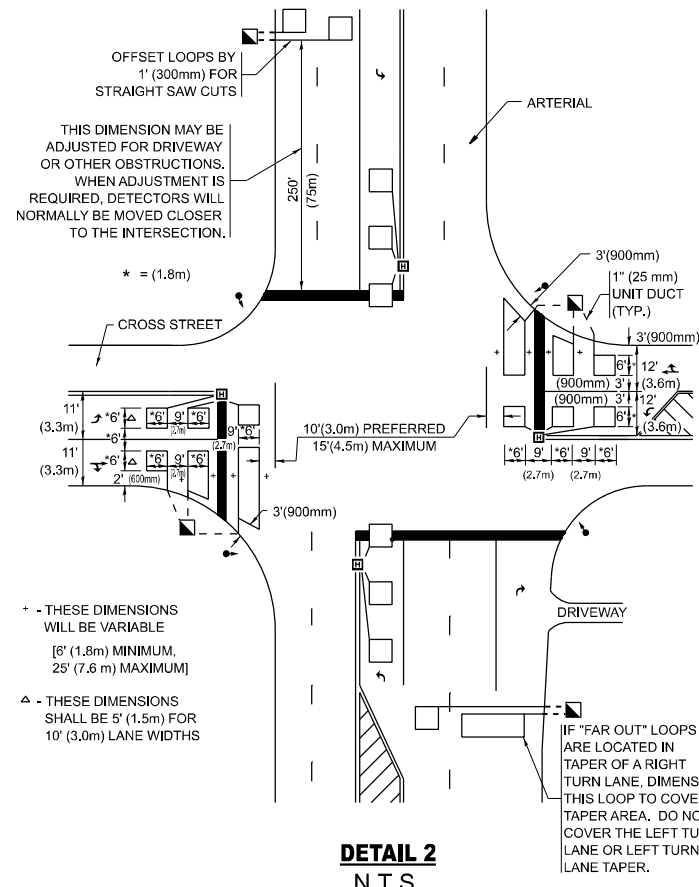 OFFSET LOOPS BY
1' (300mm) FOR
STRAIGHT SAW CUTS
ARTERIAL
THIS DIMENSION MAY BE
ADJUSTED FOR DRIVEWAY
OR OTHER OBSTRUCTIONS.
WHEN ADJUSTMENT IS
REQUIRED, DETECTORS WILL
NORMALLY BE MOVED CLOSER
TO THE INTERSECTION.
250'
(75m)
* = (1.8m)
H
3'(900mm)
1" (25 mm)
UNIT DUCT
(TYP.)
CROSS STREET
+ + + +
3'(900mm)
6'* 12'
(900mm) 3' (3.6m)
(900mm) 3' 12'
6'* (3.6m)
H
11'
(3.3m)
*6' △ *6' 9' *6'
(2.7m)
*6' 9' *6'
(2.7m)
11'
(3.3m)
*6' △ *6' 9' *6'
(2.7m)
2' (600mm)
+ + +
10'(3.0m) PREFERRED
15'(4.5m) MAXIMUM
H
*6' 9' *6' 9' *6'
(2.7m) (2.7m)
3'(900mm)
H
+ - THESE DIMENSIONS
WILL BE VARIABLE
[6' (1.8m) MINIMUM,
25' (7.6 m) MAXIMUM]
DRIVEWAY
△ - THESE DIMENSIONS
SHALL BE 5' (1.5m) FOR
10' (3.0m) LANE WIDTHS
IF "FAR OUT" LOOPS
ARE LOCATED IN
TAPER OF A RIGHT
TURN LANE, DIMENS
THIS LOOP TO COVE
TAPER AREA. DO NO
COVER THE LEFT TU
LANE OR LEFT TURN
LANE TAPER.
DETAIL 2
N.T.S.